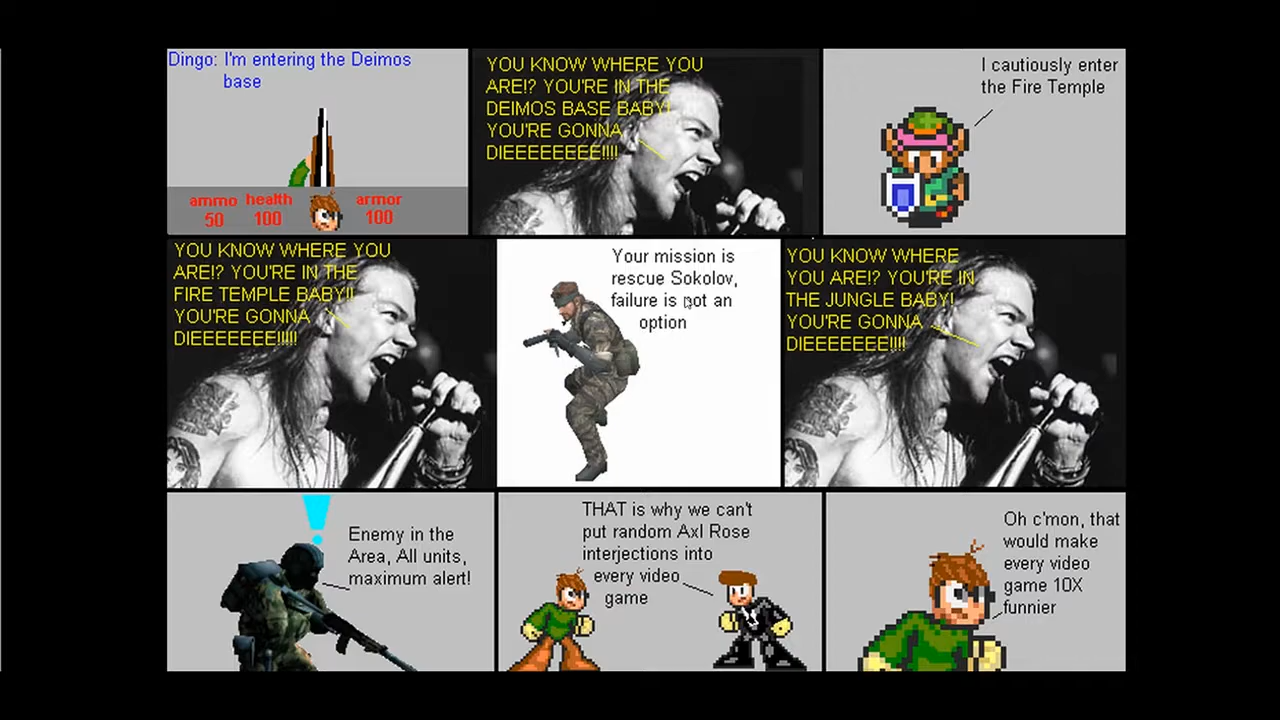 Dingo: I'm entering the Deimos
base
ammo health armor
50 100 100
YOU KNOW WHERE YOU
ARE!? YOU'RE IN THE
DEIMOS BASE BABY!
YOU'RE GONNA
DIEEEEEEEE!!!!
I cautiously enter
the Fire Temple
YOU KNOW WHERE YOU
ARE!? YOU'RE IN THE
FIRE TEMPLE BABY!!
YOU'RE GONNA
DIEEEEEEE!!!!!
Your mission is
rescue Sokolov,
failure is not an
option
YOU KNOW WHERE
YOU ARE!? YOU'RE IN
THE JUNGLE BABY!
YOU'RE GONNA
DIEEEEEEE!!!!
Enemy in the
Area, All units,
maximum alert!
THAT is why we can't
put random Axl Rose
interjections into
every video
game
Oh c'mon, that
would make
every video
game 10X
funnier